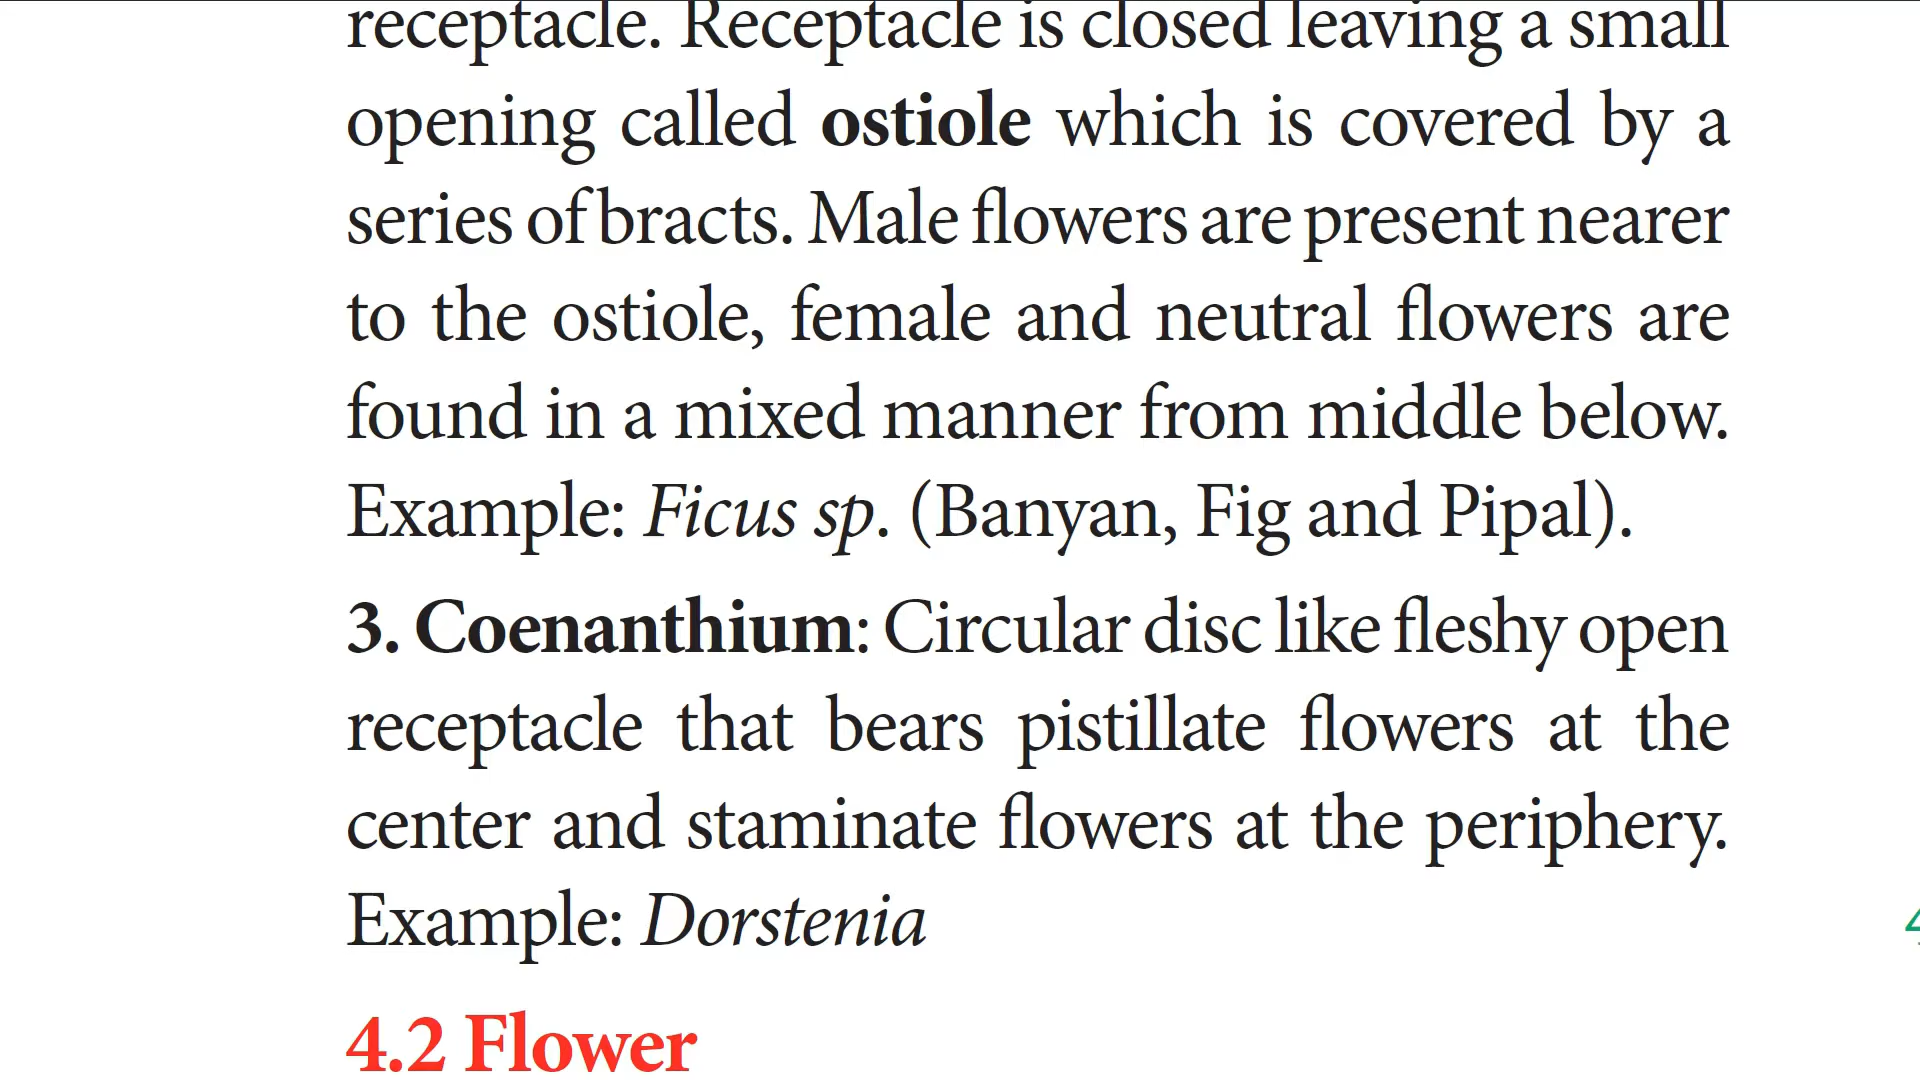 receptacle. Receptacle is closed leaving a small
opening called ostiole which is covered by a
series of bracts. Male flowers are present nearer
to the ostiole, female and neutral flowers are
found in a mixed manner from middle below.
Example: Ficus sp. (Banyan, Fig and Pipal).
3. Coenanthium: Circular disc like fleshy open
receptacle that bears pistillate flowers at the
center and staminate flowers at the periphery.
Example: Dorstenia
4.2 Flower